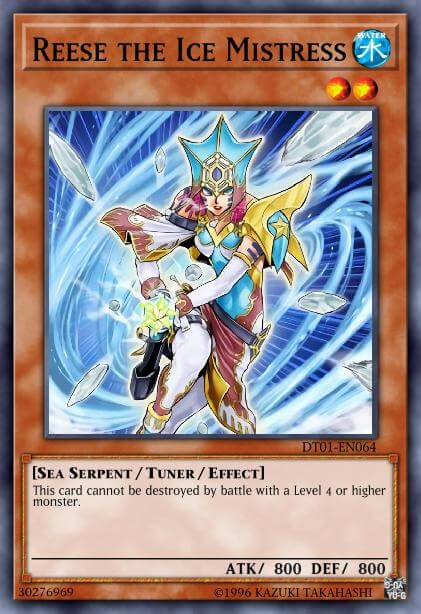 Reese the Ice Mistress
WATER
水
DT01-EN064
[Sea Serpent / Tuner / Effect]
This card cannot be destroyed by battle with a Level 4 or higher
monster.
ATK/ 800 DEF/ 800
30276969
©1996 KAZUKI TAKAHASHI